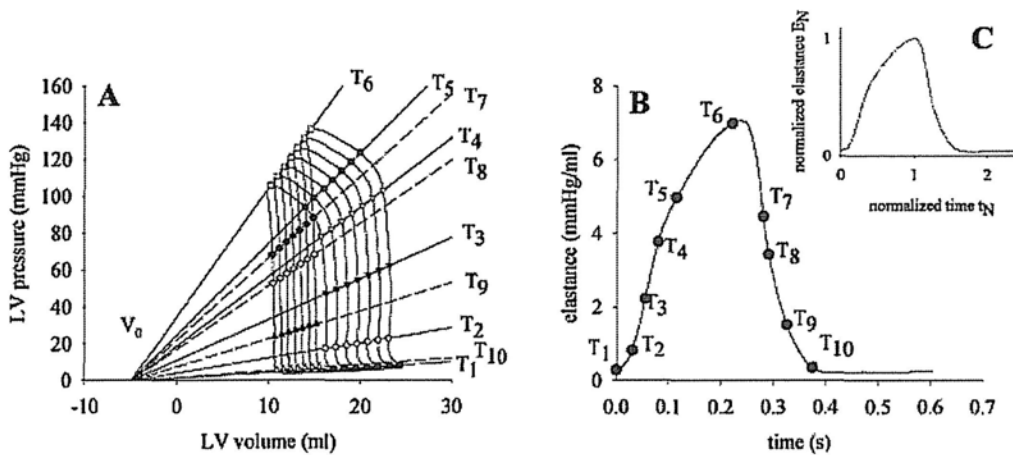 A
LV pressure (mmHg)
160
140
120
100
80
60
40
20
0
-10
0
10
20
30
LV volume (ml)
V0
T6
T5
T7
T4
T8
T3
T9
T2
T10
T1
B
elastance (mmHg/ml)
8
6
4
2
0
0.0
0.1
0.2
0.3
0.4
0.5
0.6
0.7
time (s)
T1
T2
T3
T4
T5
T6
T7
T8
T9
T10
C
normalized elastance EN
1
0
0
1
2
normalized time tN